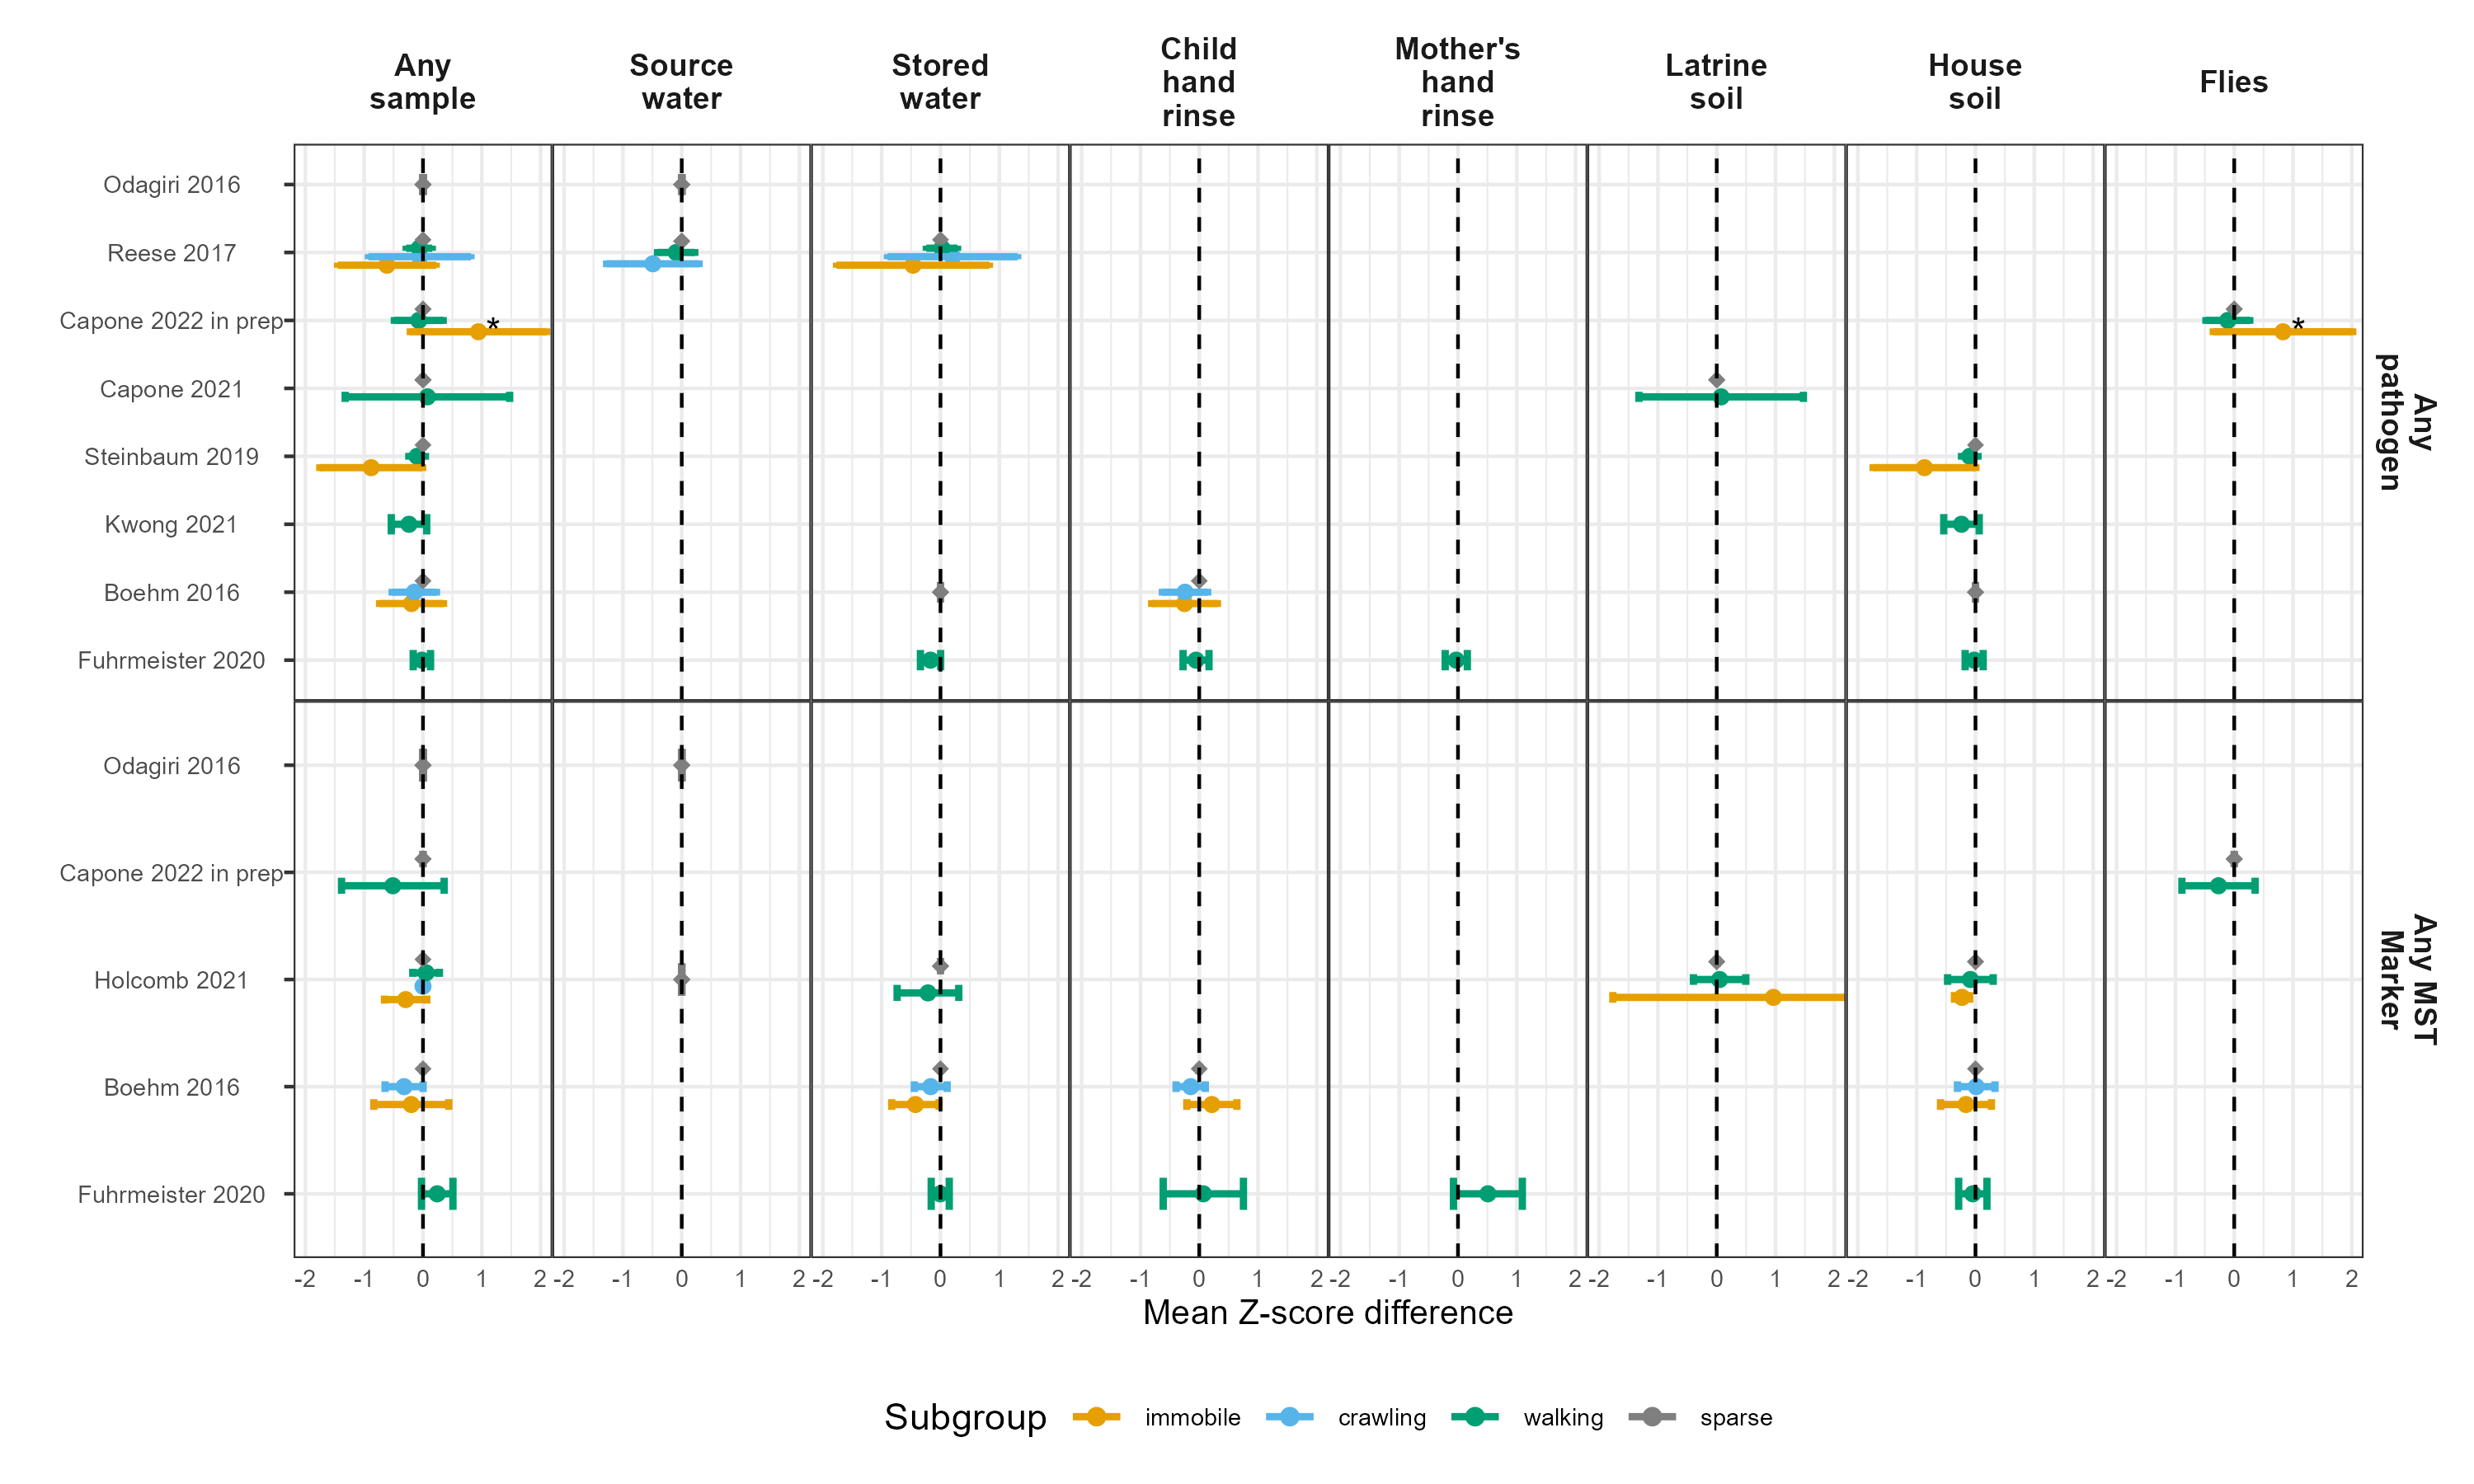 Any
sample
Source
water
Stored
water
Child
hand
rinse
Mother's
hand
rinse
Latrine
soil
House
soil
Flies
Odagiri 2016
Reese 2017
Capone 2022 in prep
*
*
Capone 2021
Steinbaum 2019
Kwong 2021
Boehm 2016
Fuhrmeister 2020
Any
pathogen
Odagiri 2016
Capone 2022 in prep
Holcomb 2021
Boehm 2016
Fuhrmeister 2020
Any MST
Marker
-2 -1 0 1 2 -2 -1 0 1 2 -2 -1 0 1 2 -2 -1 0 1 2 -2 -1 0 1 2 -2 -1 0 1 2 -2 -1 0 1 2 -2 -1 0 1 2
Mean Z-score difference
Subgroup immobile crawling walking sparse